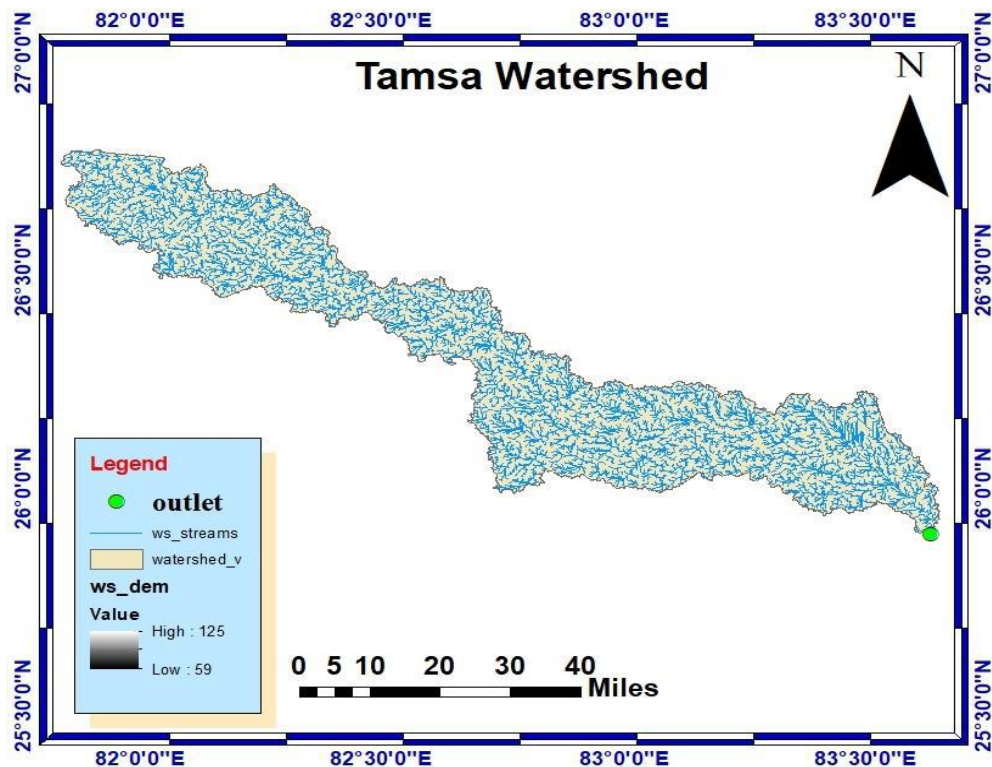 82°0'0"E 82°30'0"E 83°0'0"E 83°30'0"E
27°0'0"N
27°0'0"N
Tamsa Watershed
N
26°30'0"N
26°30'0"N
26°0'0"N
26°0'0"N
25°30'0"N
25°30'0"N
Legend
outlet
ws_streams
watershed_v
ws_dem
Value
High : 125
Low : 59
0 5 10 20 30 40
Miles
82°0'0"E 82°30'0"E 83°0'0"E 83°30'0"E